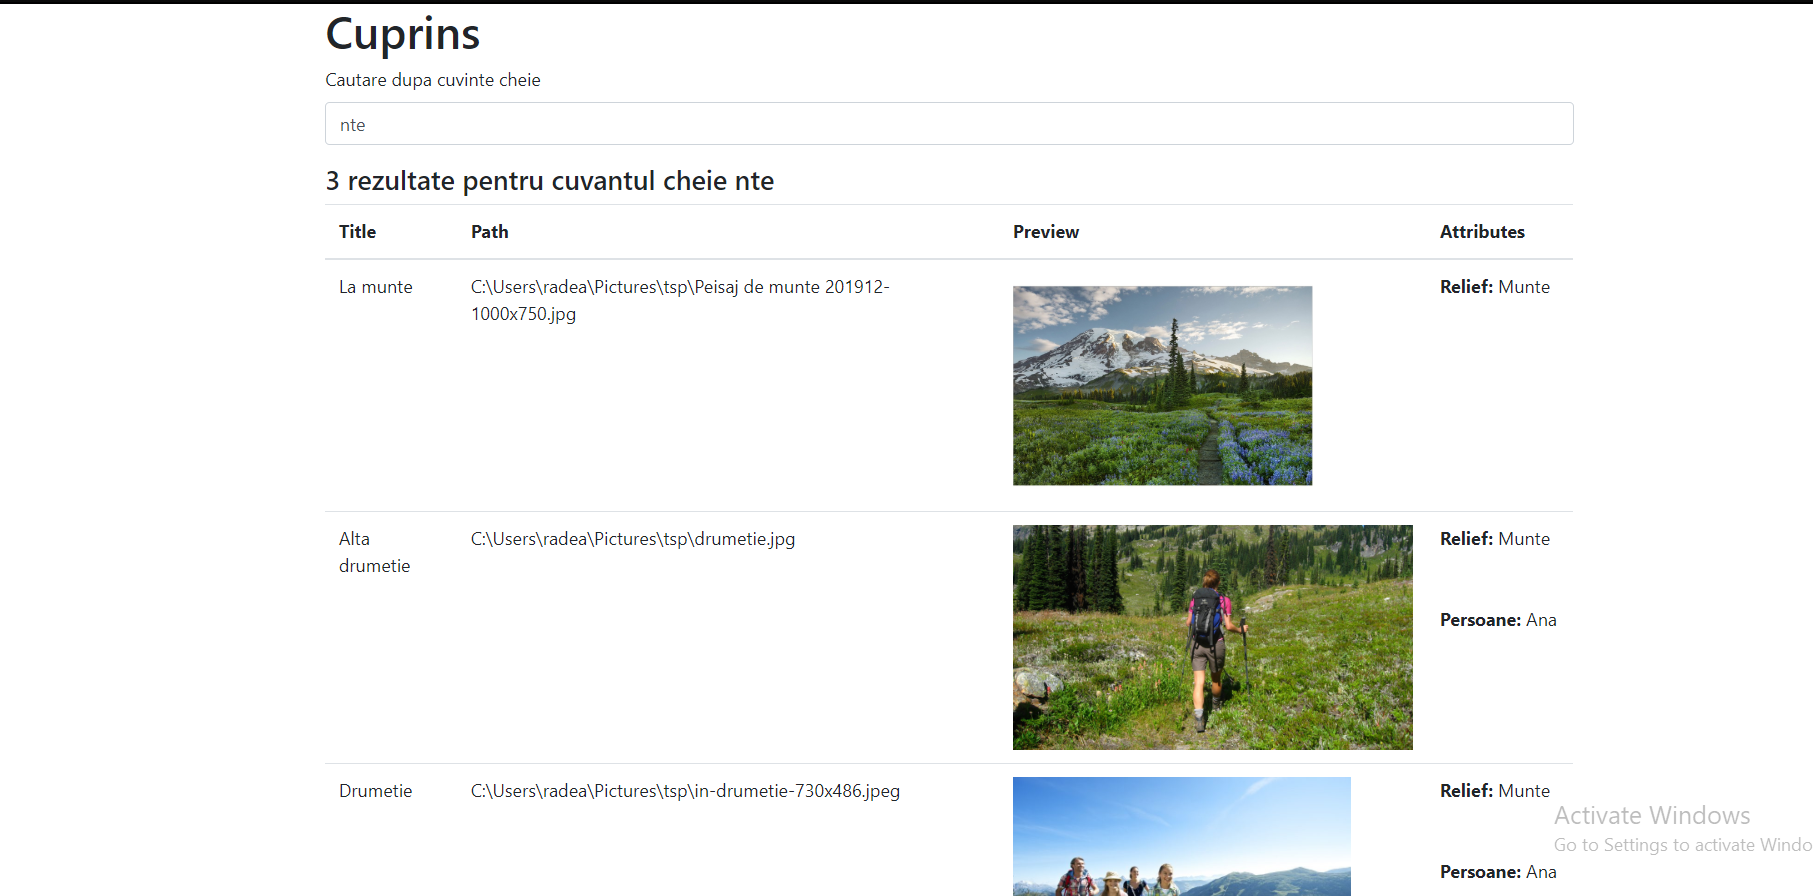 Cuprins
Cautare dupa cuvinte cheie
nte
3 rezultate pentru cuvantul cheie nte
Title Path Preview Attributes
La munte C:\Users\radea\Pictures\tsp\Peisaj de munte 201912- Relief: Munte
1000x750.jpg
Alta C:\Users\radea\Pictures\tsp\drumetie.jpg Relief: Munte
drumetie
Persoane: Ana
Drumetie C:\Users\radea\Pictures\tsp\in-drumetie-730x486.jpeg Relief: Munte
Activate Windows
Go to Settings to activate Windo
Persoane: Ana